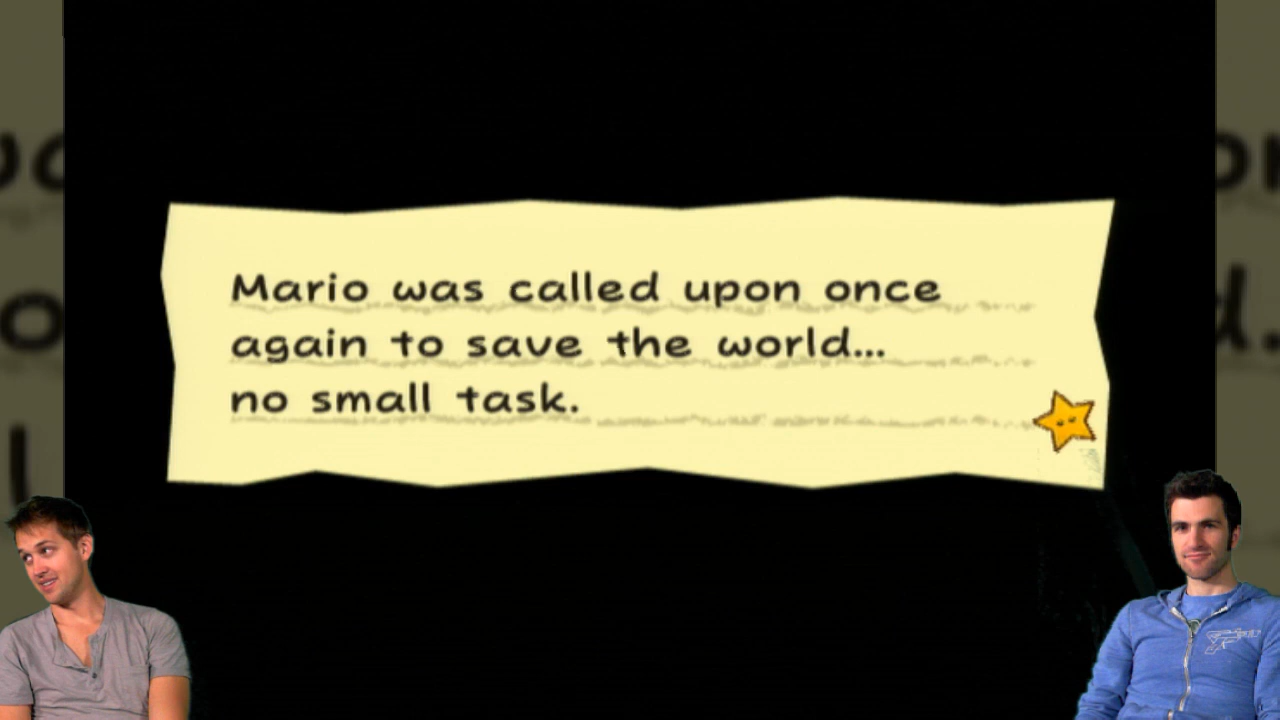 Mario was called upon once
again to save the world...
no small task.